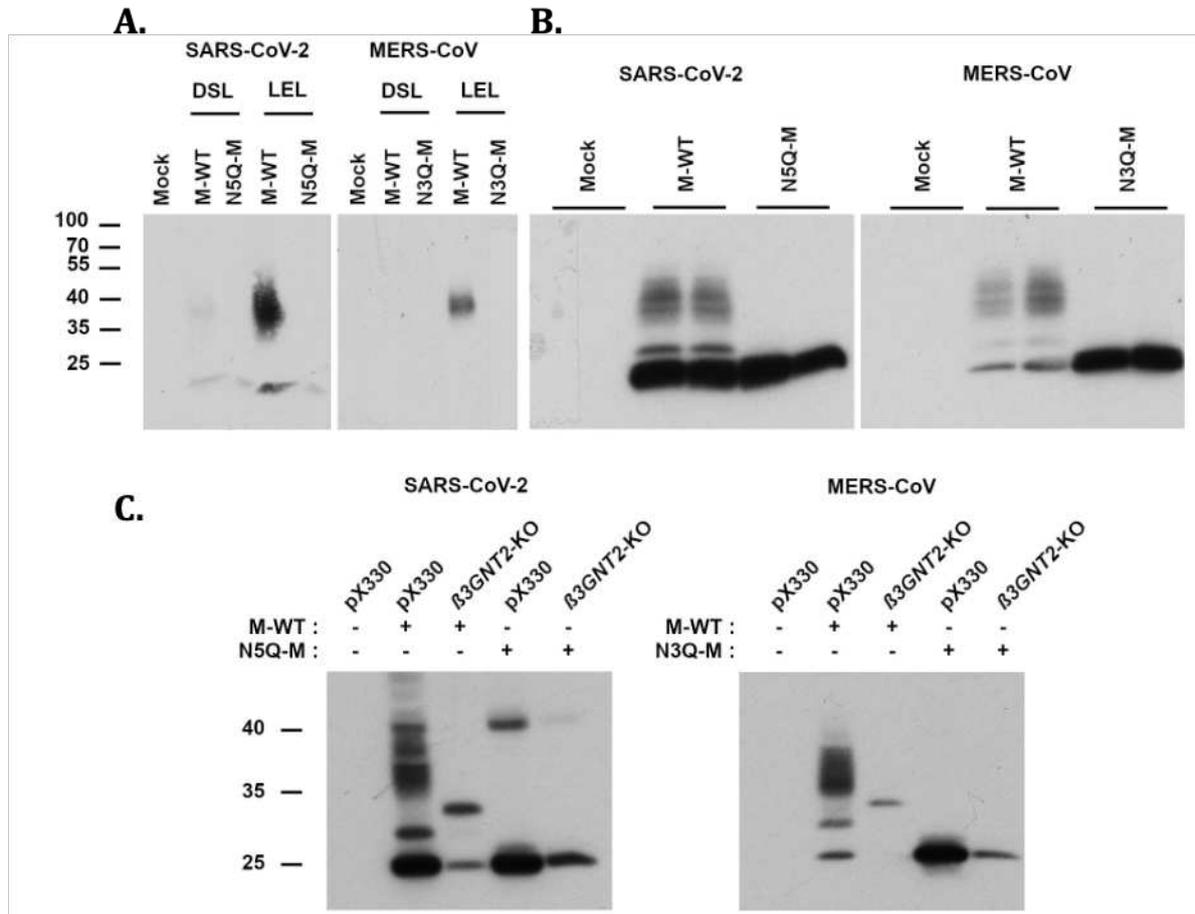 A.
SARS-CoV-2 MERS-CoV
DSL LEL DSL LEL
Mock M-WT N5Q-M M-WT N5Q-M Mock M-WT N3Q-M M-WT N3Q-M
100
70
55
40
35
25
B.
SARS-CoV-2 MERS-CoV
Mock M-WT N5Q-M Mock M-WT N3Q-M
C.
SARS-CoV-2 MERS-CoV
pX330 pX330 ß3GNT2-KO pX330 ß3GNT2-KO pX330 pX330 ß3GNT2-KO pX330 ß3GNT2-KO
M-WT : - + + - - M-WT : - + + - -
N5Q-M : - - - + + N3Q-M : - - - + +
40
35
25